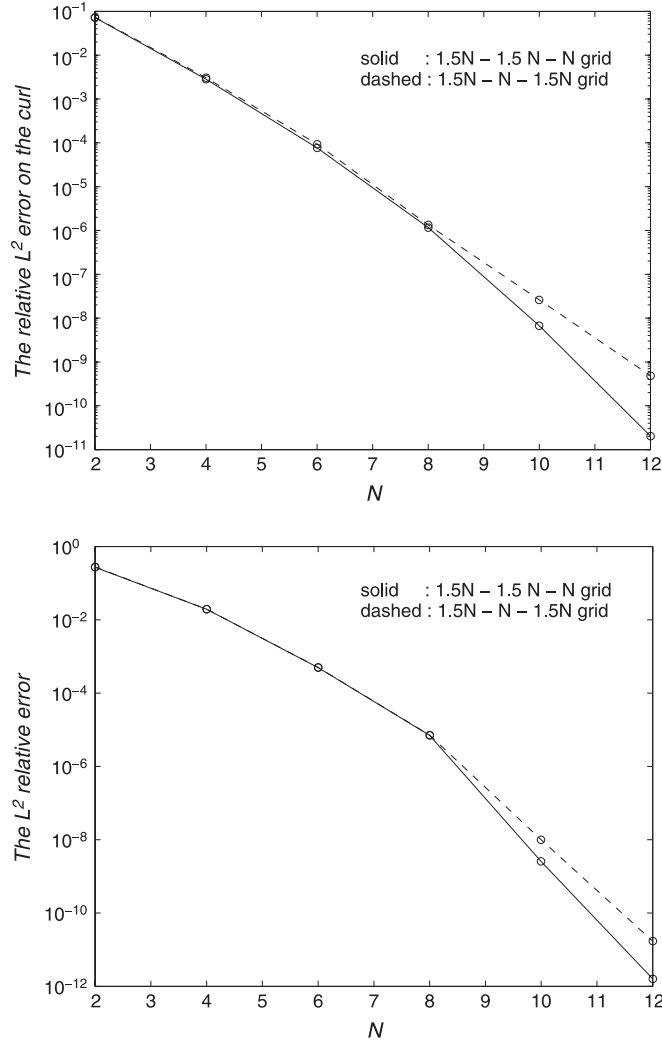 10⁻¹
10⁻²
10⁻³
10⁻⁴
10⁻⁵
10⁻⁶
10⁻⁷
10⁻⁸
10⁻⁹
10⁻¹⁰
10⁻¹¹
The relative L² error on the curl
solid : 1.5N − 1.5 N − N grid
dashed : 1.5N − N − 1.5N grid
2 3 4 5 6 7 8 9 10 11 12
N
10⁰
10⁻²
10⁻⁴
10⁻⁶
10⁻⁸
10⁻¹⁰
10⁻¹²
The L² relative error
solid : 1.5N − 1.5 N − N grid
dashed : 1.5N − N − 1.5N grid
2 3 4 5 6 7 8 9 10 11 12
N